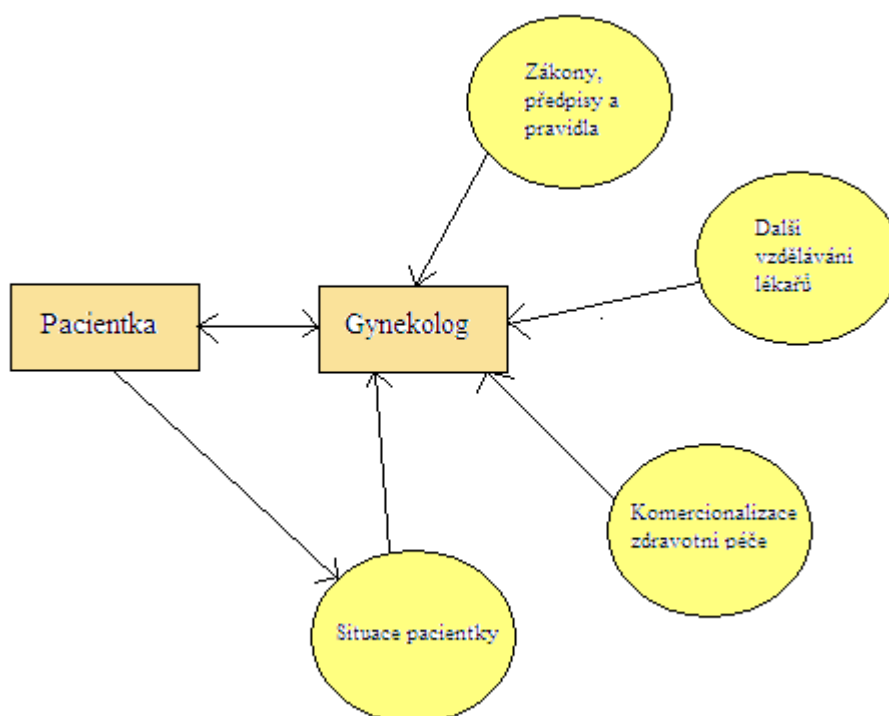 Zákony,
předpisy a
pravidla
Další
vzdělávání
lékařů
Pacientka
Gynekolog
Komercionalizace
zdravotní péče
Situace pacientky